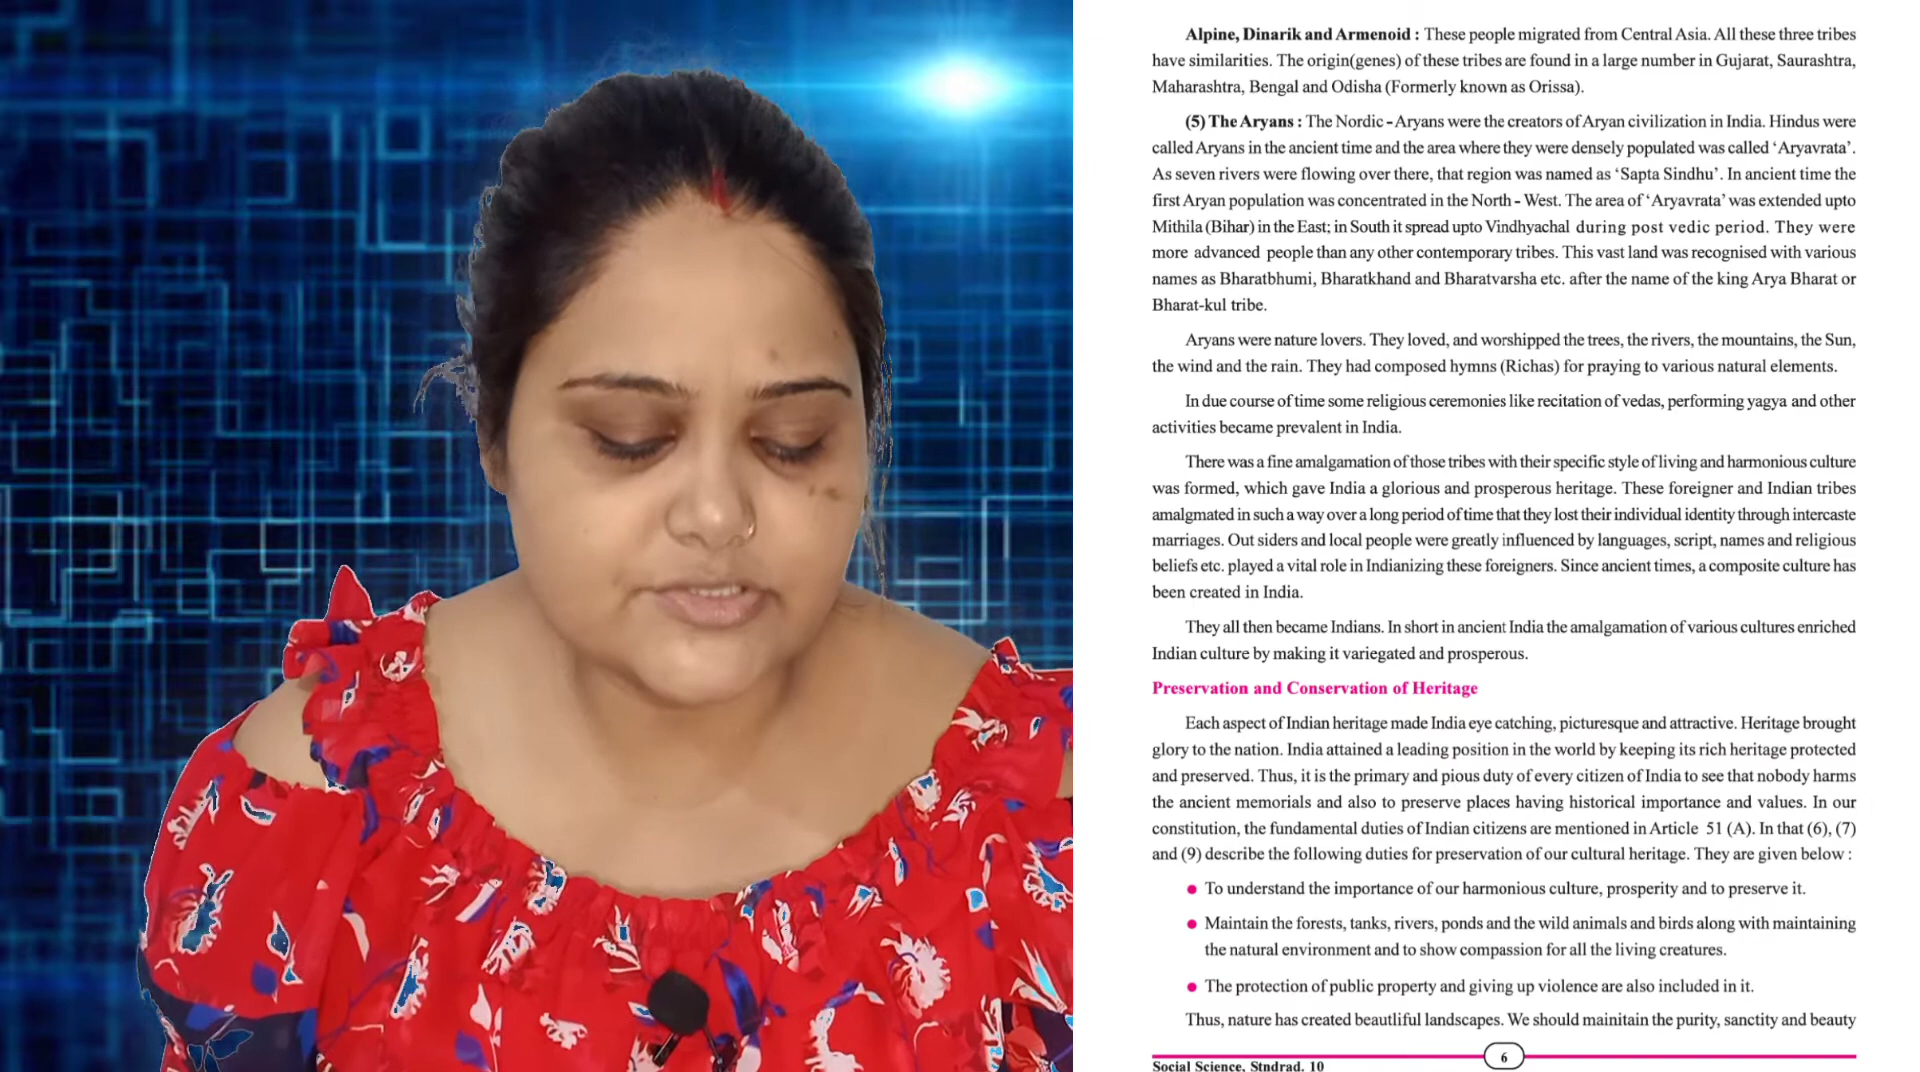 Alpine, Dinarik and Armenoid : These people migrated from Central Asia. All these three tribes
have similarities. The origin(genes) of these tribes are found in a large number in Gujarat, Saurashtra,
Maharashtra, Bengal and Odisha (Formerly known as Orissa).
(5) The Aryans : The Nordic - Aryans were the creators of Aryan civilization in India. Hindus were
called Aryans in the ancient time and the area where they were densely populated was called ‘Aryavrata’.
As seven rivers were flowing over there, that region was named as ‘Sapta Sindhu’. In ancient time the
first Aryan population was concentrated in the North - West. The area of ‘Aryavrata’ was extended upto
Mithila (Bihar) in the East; in South it spread upto Vindhyachal during post vedic period. They were
more advanced people than any other contemporary tribes. This vast land was recognised with various
names as Bharatbhumi, Bharatkhand and Bharatvarsha etc. after the name of the king Arya Bharat or
Bharat-kul tribe.
Aryans were nature lovers. They loved, and worshipped the trees, the rivers, the mountains, the Sun,
the wind and the rain. They had composed hymns (Richas) for praying to various natural elements.
In due course of time some religious ceremonies like recitation of vedas, performing yagya and other
activities became prevalent in India.
There was a fine amalgamation of those tribes with their specific style of living and harmonious culture
was formed, which gave India a glorious and prosperous heritage. These foreigner and Indian tribes
amalgmated in such a way over a long period of time that they lost their individual identity through intercaste
marriages. Out siders and local people were greatly influenced by languages, script, names and religious
beliefs etc. played a vital role in Indianizing these foreigners. Since ancient times, a composite culture has
been created in India.
They all then became Indians. In short in ancient India the amalgamation of various cultures enriched
Indian culture by making it variegated and prosperous.
Preservation and Conservation of Heritage
Each aspect of Indian heritage made India eye catching, picturesque and attractive. Heritage brought
glory to the nation. India attained a leading position in the world by keeping its rich heritage protected
and preserved. Thus, it is the primary and pious duty of every citizen of India to see that nobody harms
the ancient memorials and also to preserve places having historical importance and values. In our
constitution, the fundamental duties of Indian citizens are mentioned in Article 51 (A). In that (6), (7)
and (9) describe the following duties for preservation of our cultural heritage. They are given below :
● To understand the importance of our harmonious culture, prosperity and to preserve it.
● Maintain the forests, tanks, rivers, ponds and the wild animals and birds along with maintaining
the natural environment and to show compassion for all the living creatures.
● The protection of public property and giving up violence are also included in it.
Thus, nature has created beautliful landscapes. We should mainitain the purity, sanctity and beauty
6
Social Science, Stndrad. 10